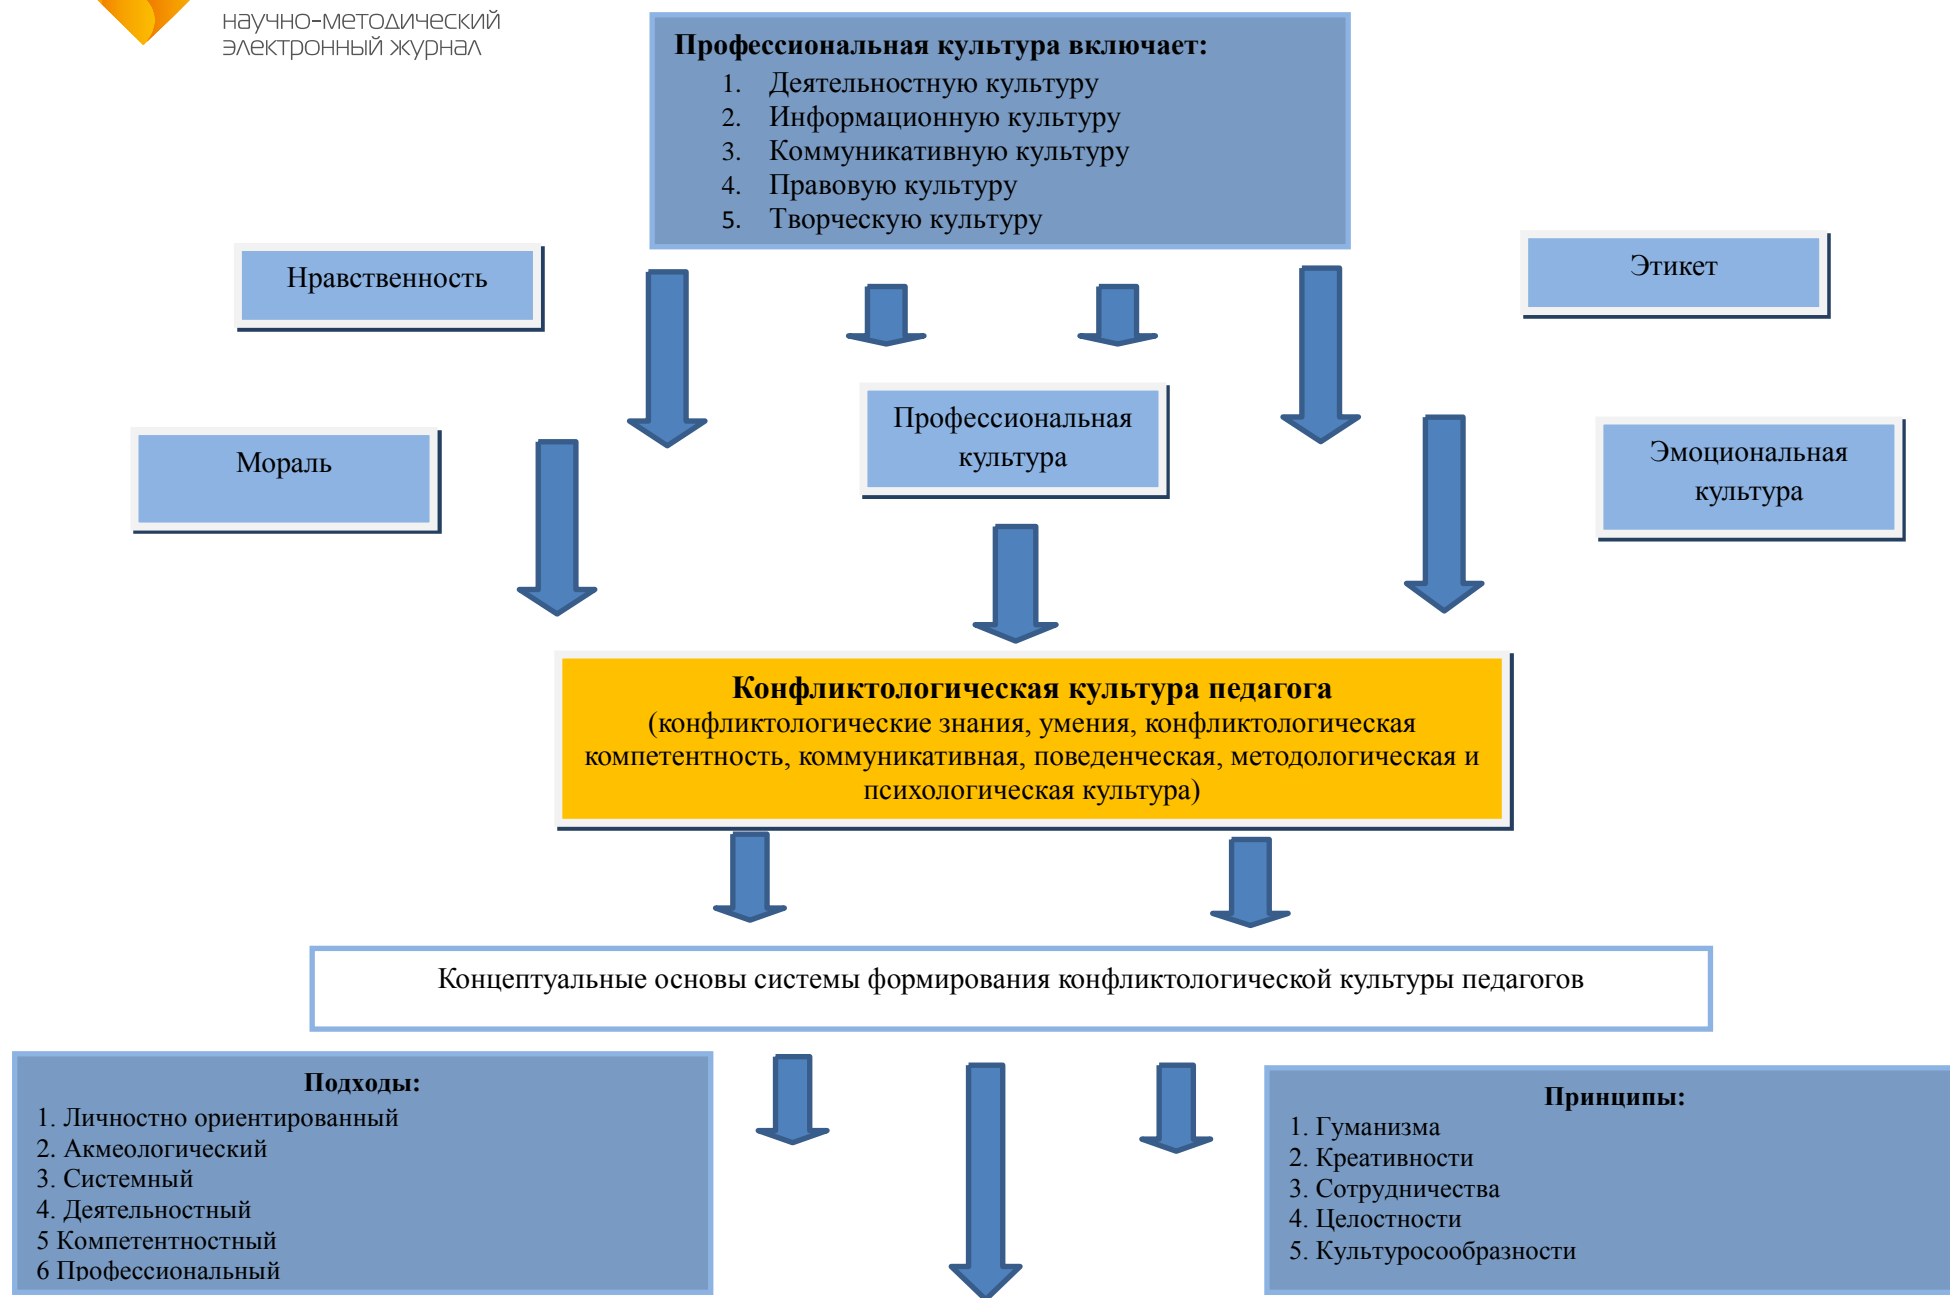 научно-методический
электронный журнал
Профессиональная культура включает:
1. Деятельностную культуру
2. Информационную культуру
3. Коммуникативную культуру
4. Правовую культуру
5. Творческую культуру
Нравственность
Этикет
Профессиональная
культура
Мораль
Эмоциональная
культура
Конфликтологическая культура педагога
(конфликтологические знания, умения, конфликтологическая
компетентность, коммуникативная, поведенческая, методологическая и
психологическая культура)
Концептуальные основы системы формирования конфликтологической культуры педагогов
Подходы:
1. Личностно ориентированный
2. Акмеологический
3. Системный
4. Деятельностный
5 Компетентностный
6 Профессиональный
Принципы:
1. Гуманизма
2. Креативности
3. Сотрудничества
4. Целостности
5. Культуросообразности